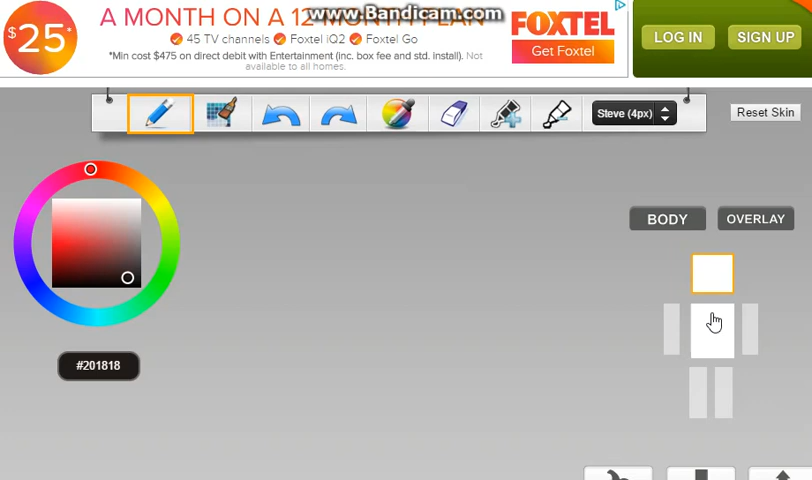 $25*
A MONTH ON A 12 MONTH PLAN
www.Bandicam.com
45 TV channels Foxtel iQ2 Foxtel Go
*Min cost $475 on direct debit with Entertainment (inc. box fee and std. install). Not
available to all homes.
FOXTEL
Get Foxtel
LOG IN
SIGN UP
Steve (4px)
Reset Skin
BODY
OVERLAY
#201818